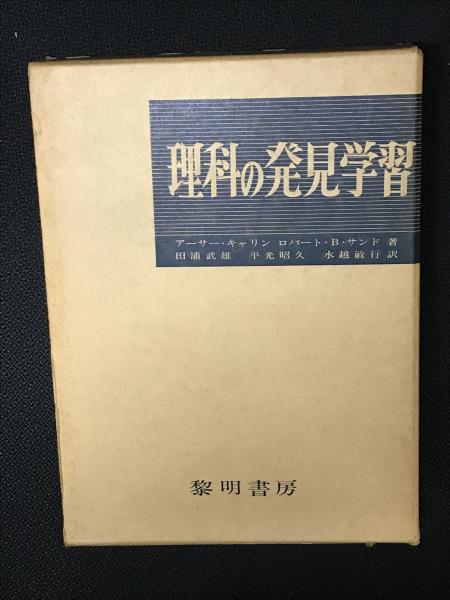 理科の発見学習
アーサー・キャリン ロバート・B・サンド 著
田浦武雄 平光昭久 水越敏行 訳
黎明書房